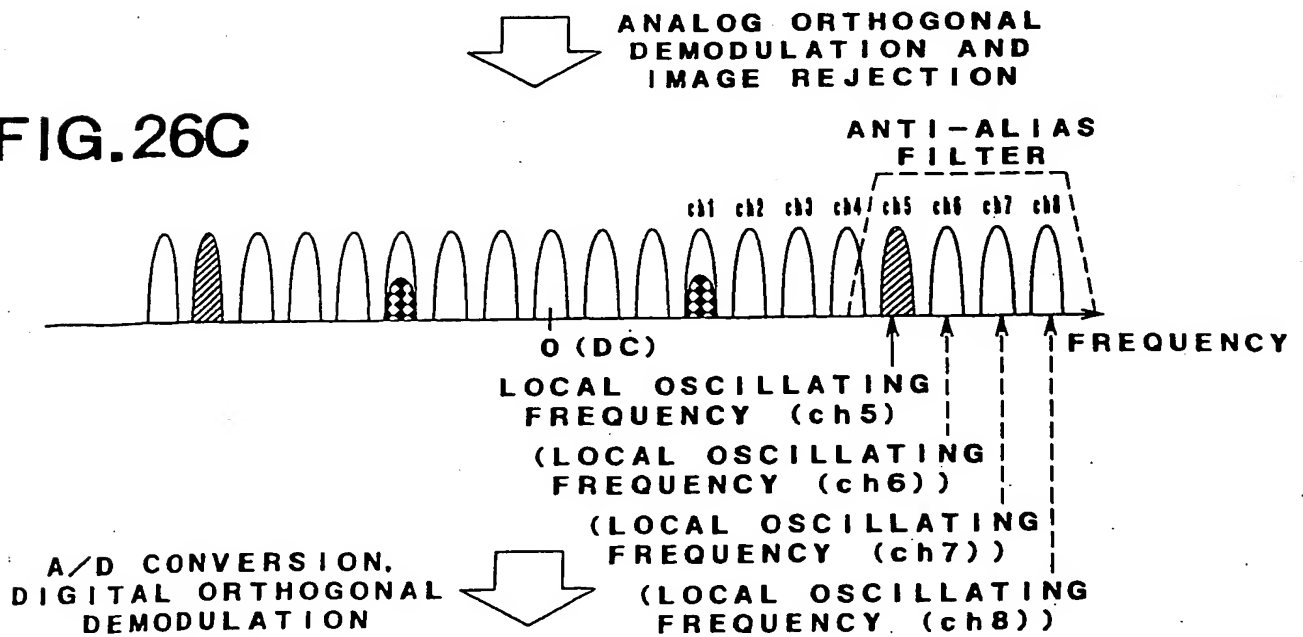 ANALOG ORTHOGONAL
DEMODULATION AND
IMAGE REJECTION
FIG.26C
ANTI-ALIAS
FILTER
ch1 ch2 ch3 ch4 ch5 ch6 ch7 ch8
0 (DC)
FREQUENCY
LOCAL OSCILLATING
FREQUENCY (ch5)
(LOCAL OSCILLATING
FREQUENCY (ch6))
(LOCAL OSCILLATING
FREQUENCY (ch7))
(LOCAL OSCILLATING
FREQUENCY (ch8))
A/D CONVERSION,
DIGITAL ORTHOGONAL
DEMODULATION